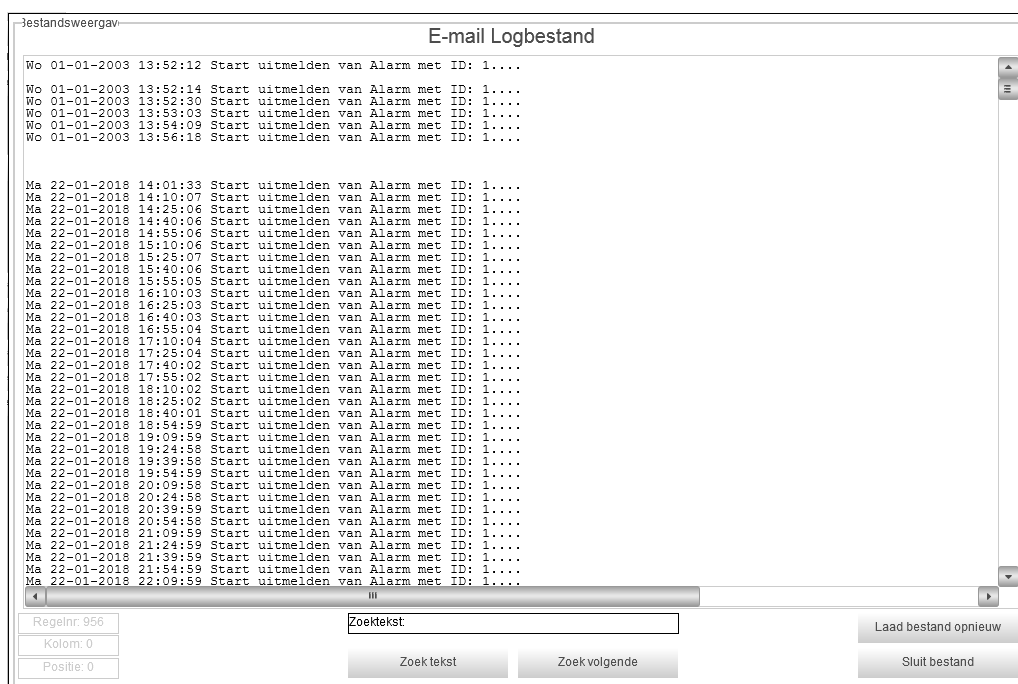 Bestandsweergav
E-mail Logbestand
Wo 01-01-2003 13:52:12 Start uitmelden van Alarm met ID: 1....
Wo 01-01-2003 13:52:14 Start uitmelden van Alarm met ID: 1....
Wo 01-01-2003 13:52:30 Start uitmelden van Alarm met ID: 1....
Wo 01-01-2003 13:53:03 Start uitmelden van Alarm met ID: 1....
Wo 01-01-2003 13:54:09 Start uitmelden van Alarm met ID: 1....
Wo 01-01-2003 13:56:18 Start uitmelden van Alarm met ID: 1....
Ma 22-01-2018 14:01:33 Start uitmelden van Alarm met ID: 1....
Ma 22-01-2018 14:10:07 Start uitmelden van Alarm met ID: 1....
Ma 22-01-2018 14:25:06 Start uitmelden van Alarm met ID: 1....
Ma 22-01-2018 14:40:06 Start uitmelden van Alarm met ID: 1....
Ma 22-01-2018 14:55:06 Start uitmelden van Alarm met ID: 1....
Ma 22-01-2018 15:10:06 Start uitmelden van Alarm met ID: 1....
Ma 22-01-2018 15:25:07 Start uitmelden van Alarm met ID: 1....
Ma 22-01-2018 15:40:06 Start uitmelden van Alarm met ID: 1....
Ma 22-01-2018 15:55:05 Start uitmelden van Alarm met ID: 1....
Ma 22-01-2018 16:10:03 Start uitmelden van Alarm met ID: 1....
Ma 22-01-2018 16:25:03 Start uitmelden van Alarm met ID: 1....
Ma 22-01-2018 16:40:03 Start uitmelden van Alarm met ID: 1....
Ma 22-01-2018 16:55:04 Start uitmelden van Alarm met ID: 1....
Ma 22-01-2018 17:10:04 Start uitmelden van Alarm met ID: 1....
Ma 22-01-2018 17:25:04 Start uitmelden van Alarm met ID: 1....
Ma 22-01-2018 17:40:02 Start uitmelden van Alarm met ID: 1....
Ma 22-01-2018 17:55:02 Start uitmelden van Alarm met ID: 1....
Ma 22-01-2018 18:10:02 Start uitmelden van Alarm met ID: 1....
Ma 22-01-2018 18:25:02 Start uitmelden van Alarm met ID: 1....
Ma 22-01-2018 18:40:01 Start uitmelden van Alarm met ID: 1....
Ma 22-01-2018 18:54:59 Start uitmelden van Alarm met ID: 1....
Ma 22-01-2018 19:09:59 Start uitmelden van Alarm met ID: 1....
Ma 22-01-2018 19:24:58 Start uitmelden van Alarm met ID: 1....
Ma 22-01-2018 19:39:58 Start uitmelden van Alarm met ID: 1....
Ma 22-01-2018 19:54:59 Start uitmelden van Alarm met ID: 1....
Ma 22-01-2018 20:09:58 Start uitmelden van Alarm met ID: 1....
Ma 22-01-2018 20:24:58 Start uitmelden van Alarm met ID: 1....
Ma 22-01-2018 20:39:59 Start uitmelden van Alarm met ID: 1....
Ma 22-01-2018 20:54:58 Start uitmelden van Alarm met ID: 1....
Ma 22-01-2018 21:09:59 Start uitmelden van Alarm met ID: 1....
Ma 22-01-2018 21:24:59 Start uitmelden van Alarm met ID: 1....
Ma 22-01-2018 21:39:59 Start uitmelden van Alarm met ID: 1....
Ma 22-01-2018 21:54:59 Start uitmelden van Alarm met ID: 1....
Ma 22-01-2018 22:09:59 Start uitmelden van Alarm met ID: 1....
Regelnr: 956
Kolom: 0
Positie: 0
Zoektekst:
Zoek tekst
Zoek volgende
Laad bestand opnieuw
Sluit bestand